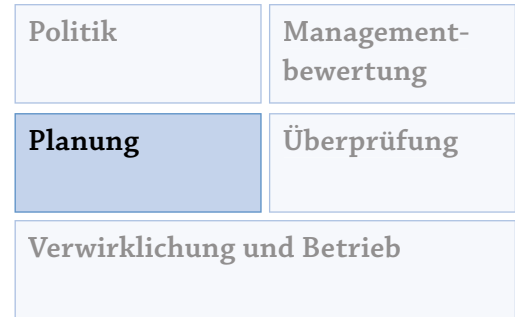 Politik
Management-
bewertung
Planung
Überprüfung
Verwirklichung und Betrieb